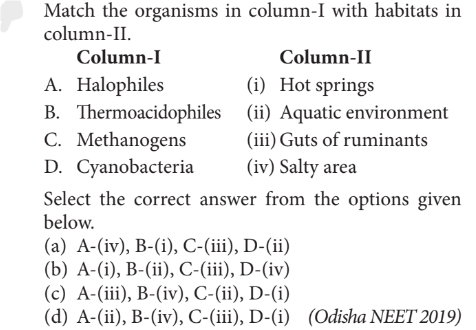 Match the organisms in column-I with habitats in
column-II.
Column-I Column-II
A. Halophiles (i) Hot springs
B. Thermoacidophiles (ii) Aquatic environment
C. Methanogens (iii) Guts of ruminants
D. Cyanobacteria (iv) Salty area
Select the correct answer from the options given
below.
(a) A-(iv), B-(i), C-(iii), D-(ii)
(b) A-(i), B-(ii), C-(iii), D-(iv)
(c) A-(iii), B-(iv), C-(ii), D-(i)
(d) A-(ii), B-(iv), C-(iii), D-(i) (Odisha NEET 2019)